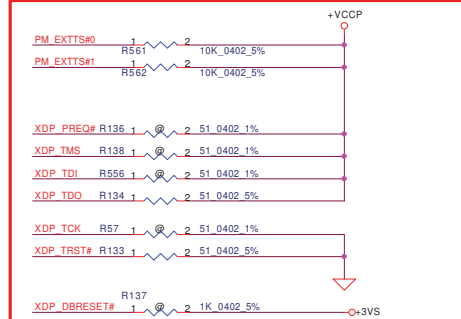 +VCCP
PM_EXTTS#0 1 2
R561 10K_0402_5%
PM_EXTTS#1 1 2
R562 10K_0402_5%
XDP_PREQ# R136 1 @ 2 51_0402_1%
XDP_TMS R138 1 @ 2 51_0402_1%
XDP_TDI R556 1 @ 2 51_0402_1%
XDP_TDO R134 1 2 51_0402_5%
XDP_TCK R57 1 @ 2 51_0402_1%
XDP_TRST# R133 1 2 51_0402_5%
R137
XDP_DBRESET# 1 @ 2 1K_0402_5% +3VS